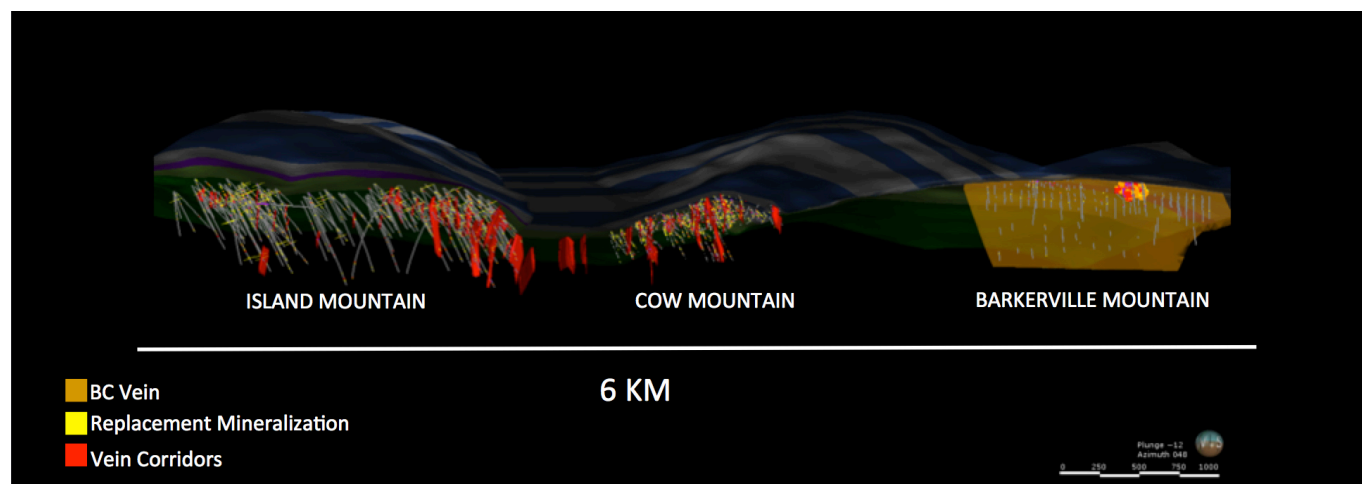 ISLAND MOUNTAIN
COW MOUNTAIN
BARKERVILLE MOUNTAIN
6 KM
BC Vein
Replacement Mineralization
Vein Corridors
Plunge -12
Azimuth 048
0 250 500 750 1000